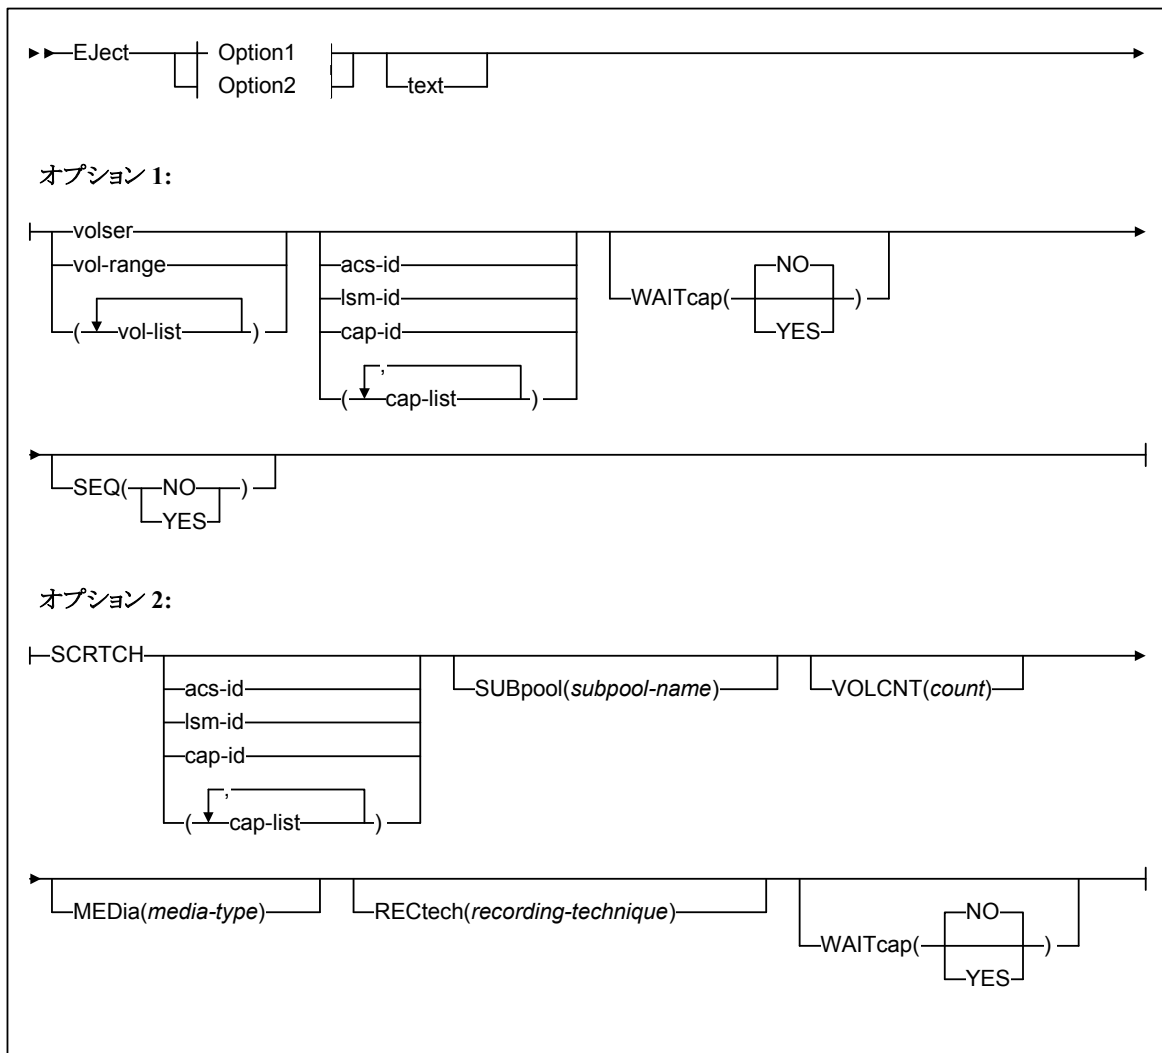 EJect Option1
Option2 text
オプション 1:
volser
vol-range acs-id NO
lsm-id WAITcap( )
( vol-list ) cap-id YES
,
( cap-list )
SEQ( NO )
YES
オプション 2:
SCRTCH
acs-id SUBpool(subpool-name) VOLCNT(count)
lsm-id
cap-id
,
( cap-list )
MEDia(media-type) RECtech(recording-technique) NO
WAITcap( )
YES